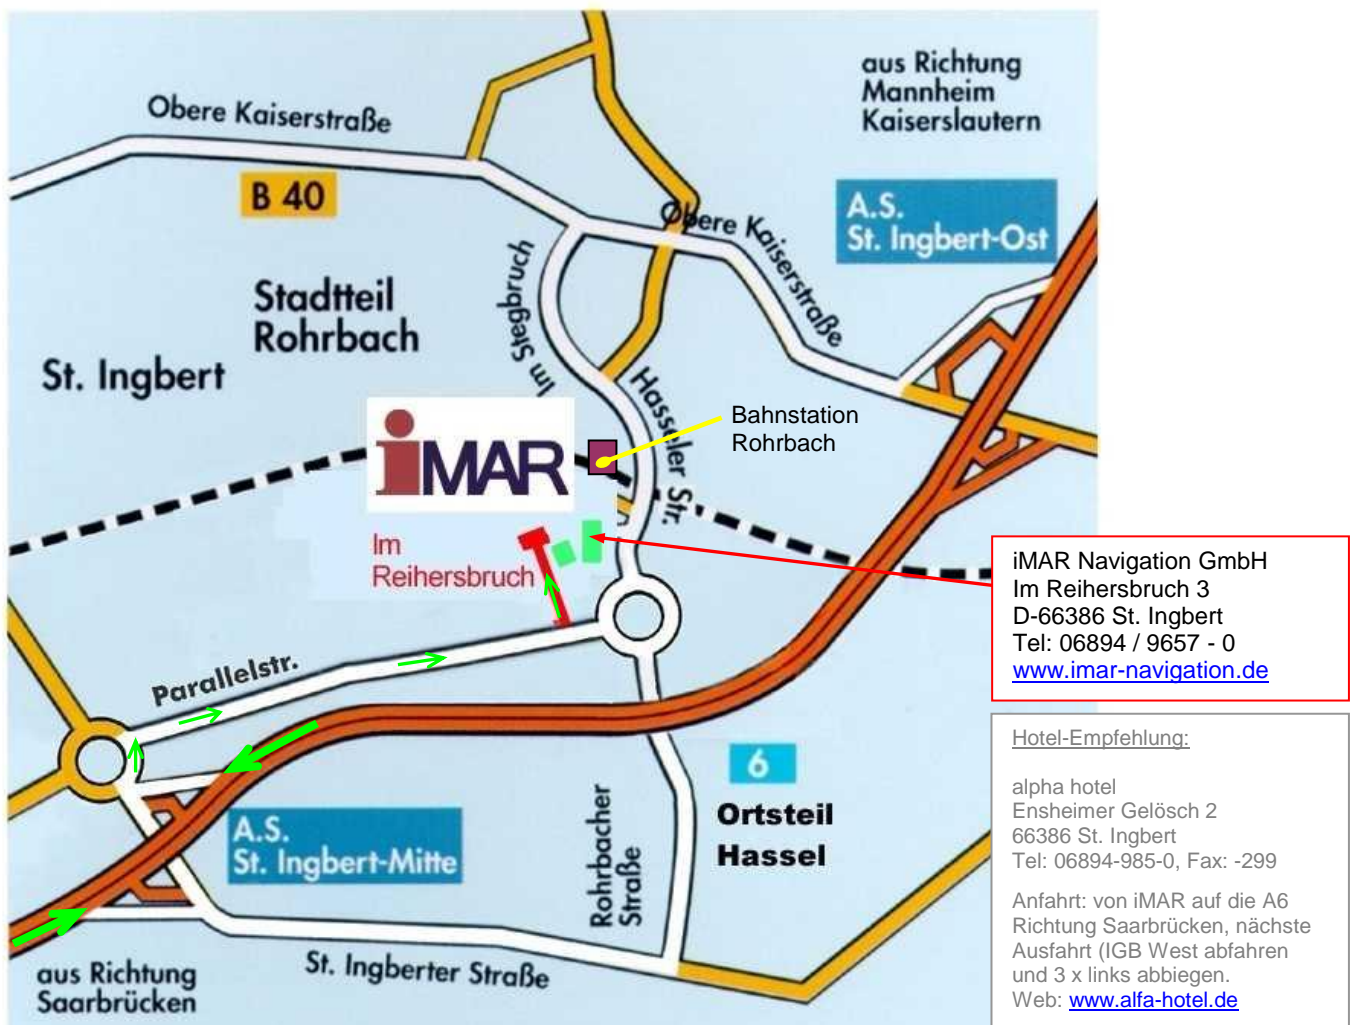 Obere Kaiserstraße
B 40
aus Richtung
Mannheim
Kaiserslautern
A.S.
St. Ingbert-Ost
Obere Kaiserstraße
Im Stegbruch
Stadtteil
Rohrbach
St. Ingbert
Hasseler Str.
Bahnstation
Rohrbach
iMAR
Im
Reihersbruch
iMAR Navigation GmbH
Im Reihersbruch 3
D-66386 St. Ingbert
Tel: 06894 / 9657 - 0
www.imar-navigation.de
Parallelstr.
6
Ortsteil
Hassel
A.S.
St. Ingbert-Mitte
Rohrbacher
Straße
St. Ingberter Straße
aus Richtung
Saarbrücken
Hotel-Empfehlung:
alpha hotel
Ensheimer Gelösch 2
66386 St. Ingbert
Tel: 06894-985-0, Fax: -299
Anfahrt: von iMAR auf die A6
Richtung Saarbrücken, nächste
Ausfahrt (IGB West abfahren
und 3 x links abbiegen.
Web: www.alfa-hotel.de